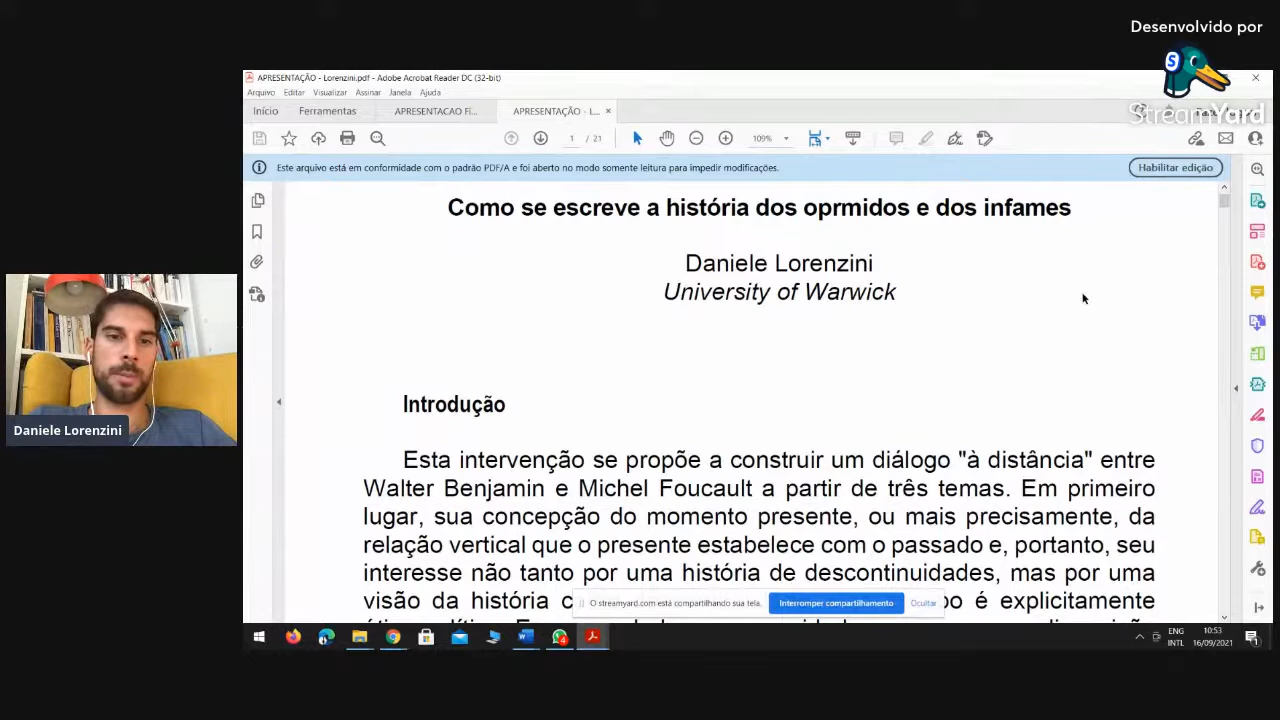 Desenvolvido por
StreamYard
APRESENTAÇÃO - Lorenzini.pdf - Adobe Acrobat Reader DC (32-bit)
Arquivo Editar Visualizar Assinar Janela Ajuda
Início Ferramentas APRESENTACAO Fi... APRESENTAÇÃO - L... ×
1 / 21 109%
Este arquivo está em conformidade com o padrão PDF/A e foi aberto no modo somente leitura para impedir modificações. Habilitar edição
Como se escreve a história dos oprmidos e dos infames
Daniele Lorenzini
University of Warwick
Introdução
Esta intervenção se propõe a construir um diálogo "à distância" entre
Walter Benjamin e Michel Foucault a partir de três temas. Em primeiro
lugar, sua concepção do momento presente, ou mais precisamente, da
relação vertical que o presente estabelece com o passado e, portanto, seu
interesse não tanto por uma história de descontinuidades, mas por uma
visão da história é explicitamente
Daniele Lorenzini
O streamyard.com está compartilhando sua tela. Interromper compartilhamento Ocultar
ENG 10:53
INTL 16/09/2021